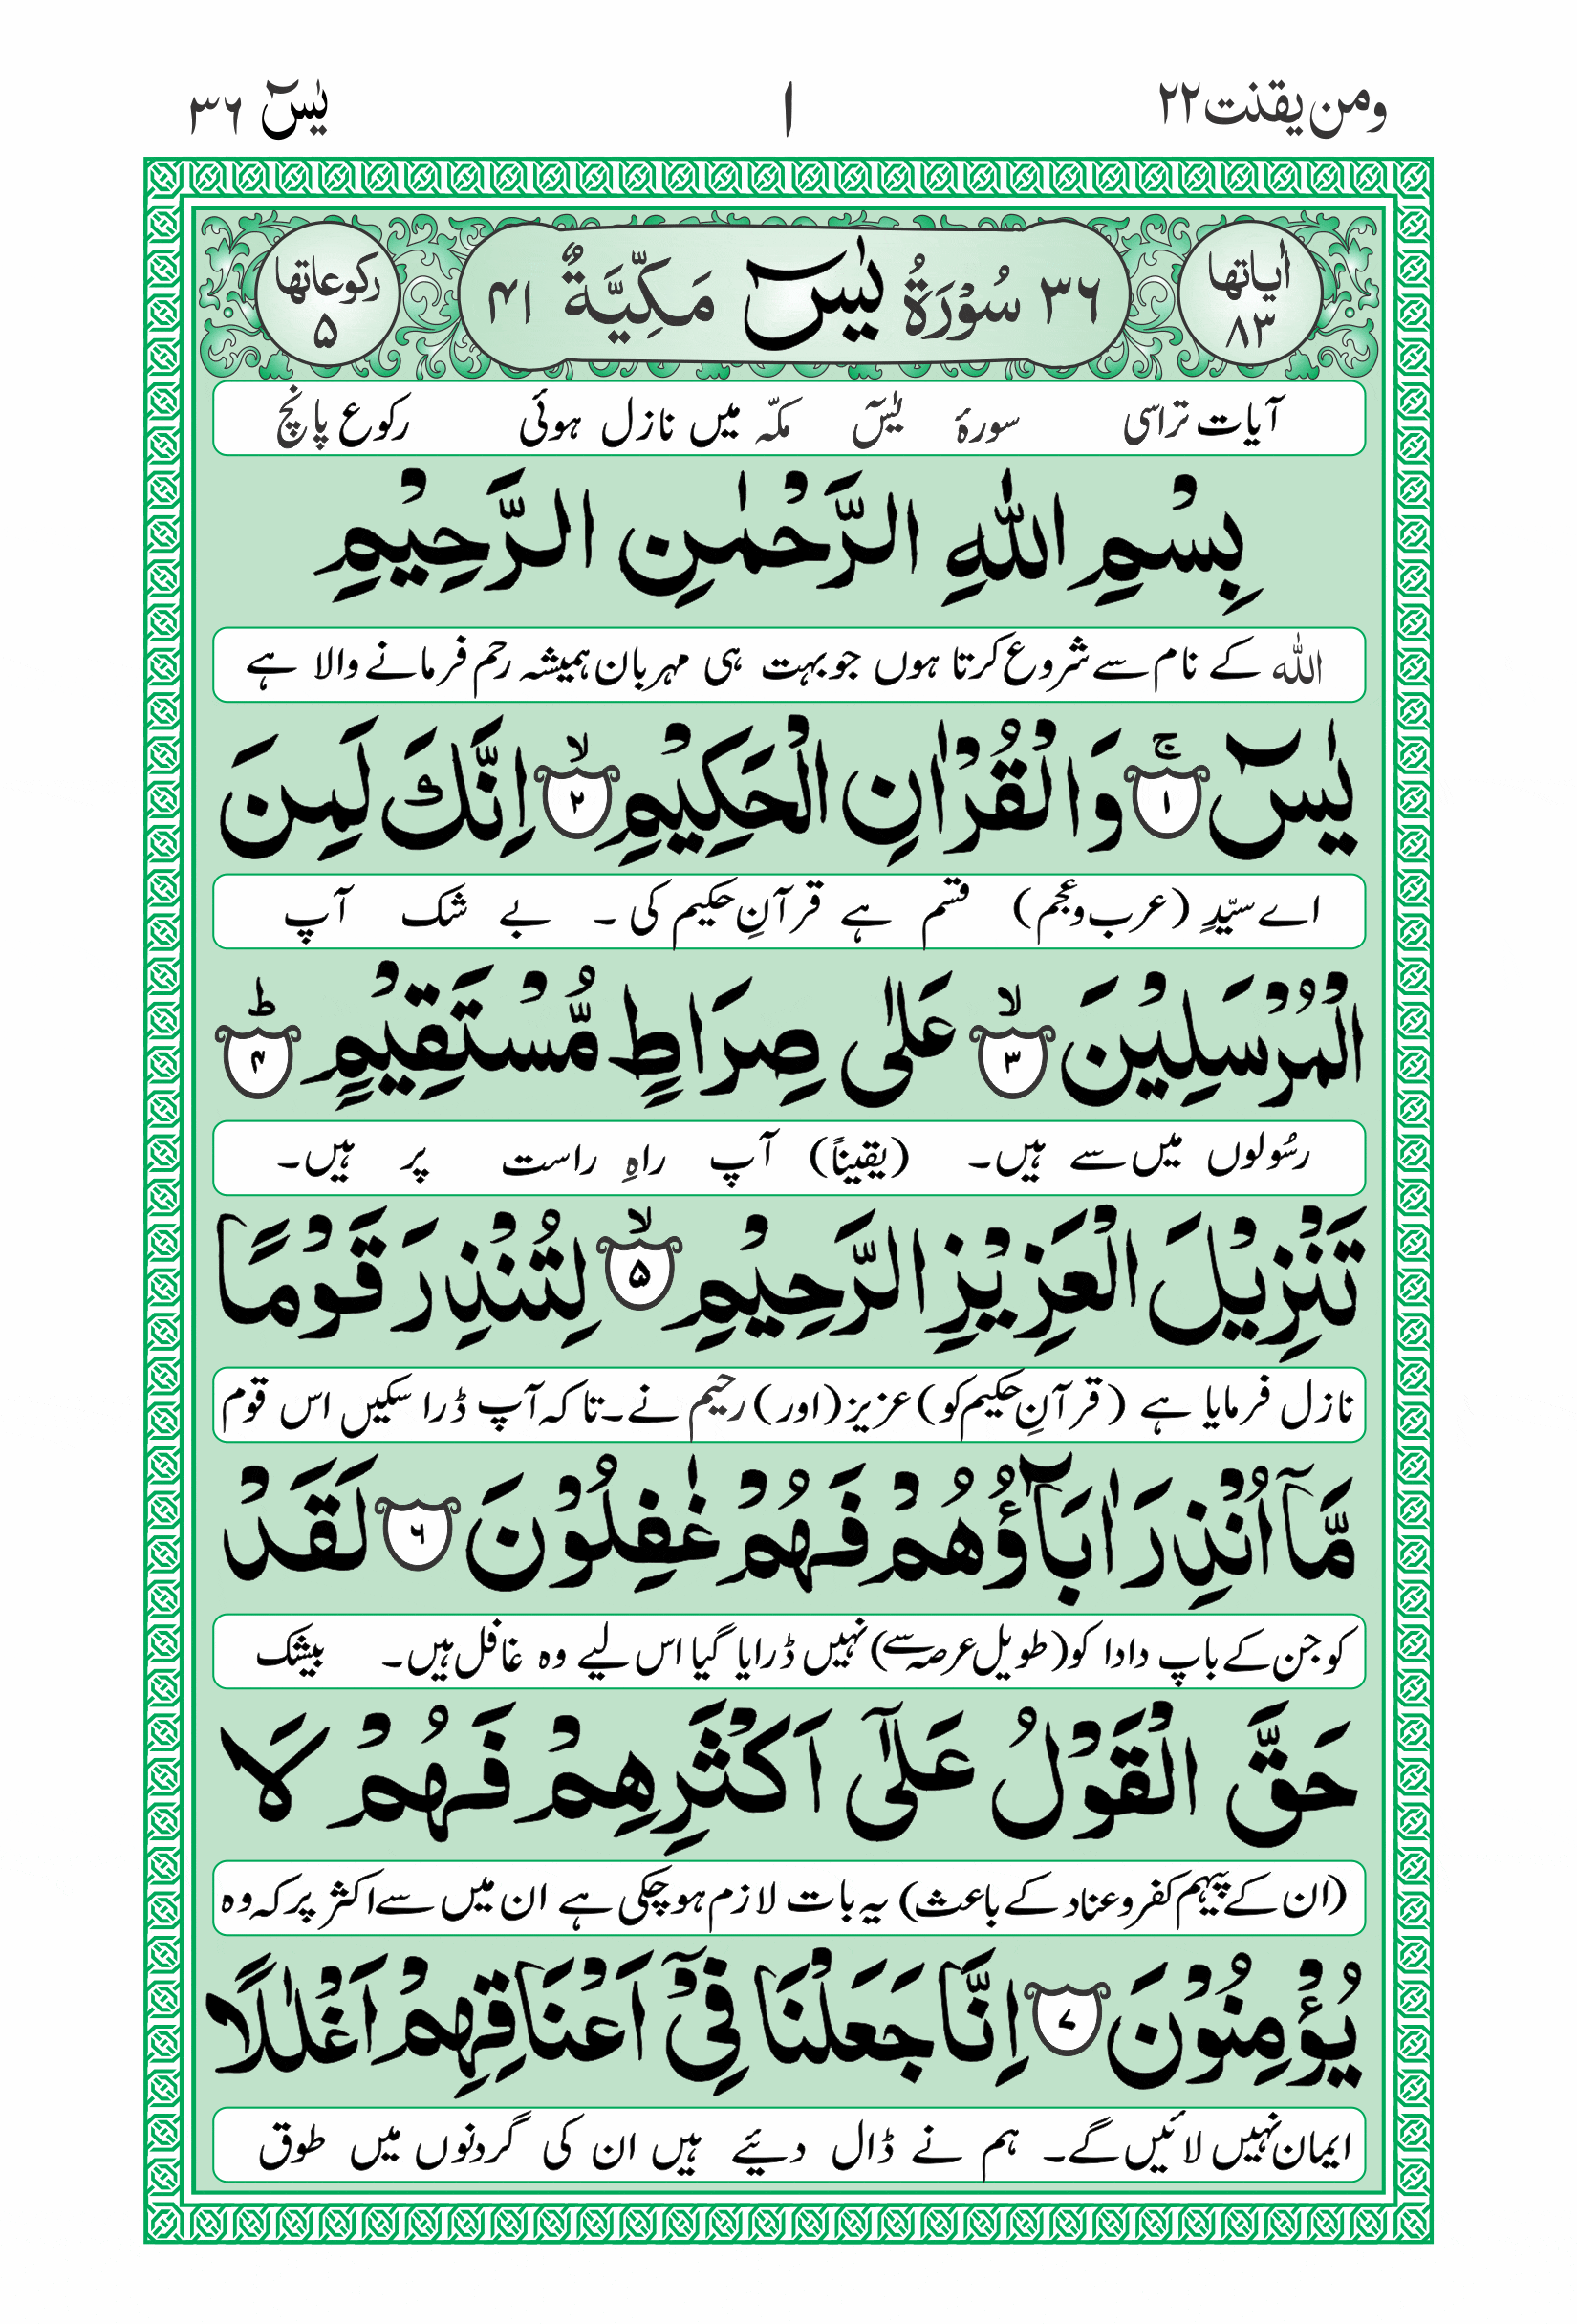 ومن یقنت ۲۲ ۱ یٰسٓ ۳۶
اٰیاتھا ۸۳ ۳۶ سُوْرَةُ یٰسٓ مَکِّیَّةٌ ۴۱ رکوعاتھا ۵
آیات تراسی سورۂ یٰسٓ مکّہ میں نازل ہوئی رکوع پانچ
بِسْمِ اللّٰهِ الرَّحْمٰنِ الرَّحِیْمِ
اللّٰہ کے نام سے شروع کرتا ہوں جو بہت ہی مہربان ہمیشہ رحم فرمانے والا ہے
یٰسٓ ۚ﴿۱﴾ وَالْقُرْاٰنِ الْحَكِیْمِ ۙ﴿۲﴾ اِنَّكَ لَمِنَ
اے سیّدِ (عرب و عجم) قسم ہے قرآنِ حکیم کی ۔ بے شک آپ
الْمُرْسَلِیْنَ ۙ﴿۳﴾ عَلٰی صِرَاطٍ مُّسْتَقِیْمٍ ؕ﴿۴﴾
رسُولوں میں سے ہیں۔ (یقیناً) آپ راہِ راست پر ہیں۔
تَنْزِیْلَ الْعَزِیْزِ الرَّحِیْمِ ۙ﴿۵﴾ لِتُنْذِرَ قَوْمًا
نازل فرمایا ہے (قرآنِ حکیم کو) عزیز (اور) رحیم نے۔ تاکہ آپ ڈرا سکیں اس قوم
مَّاۤ اُنْذِرَ اٰبَآؤُهُمْ فَهُمْ غٰفِلُوْنَ ﴿۶﴾ لَقَدْ
کو جن کے باپ دادا کو (طویل عرصہ سے) نہیں ڈرایا گیا اس لیے وہ غافل ہیں۔ بیشک
حَقَّ الْقَوْلُ عَلٰۤی اَكْثَرِهِمْ فَهُمْ لَا
(ان کے پیہم کفر و عناد کے باعث) یہ بات لازم ہو چکی ہے ان میں سے اکثر پر کہ وہ
یُؤْمِنُوْنَ ﴿۷﴾ اِنَّا جَعَلْنَا فِیْۤ اَعْنَاقِهِمْ اَغْلٰلًا
ایمان نہیں لائیں گے۔ ہم نے ڈال دئیے ہیں ان کی گردنوں میں طوق